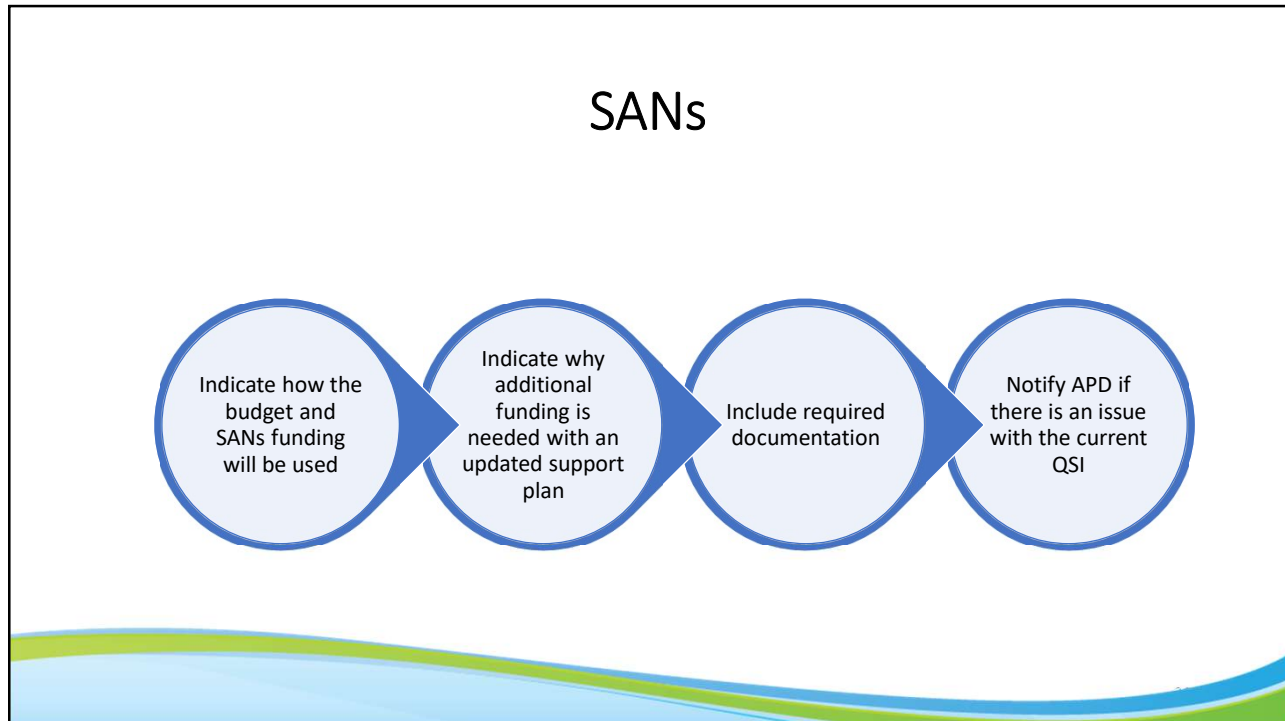 SANs
Indicate how the
budget and
SANs funding
will be used
Indicate why
additional
funding is
needed with an
updated support
plan
Include required
documentation
Notify APD if
there is an issue
with the current
QSI